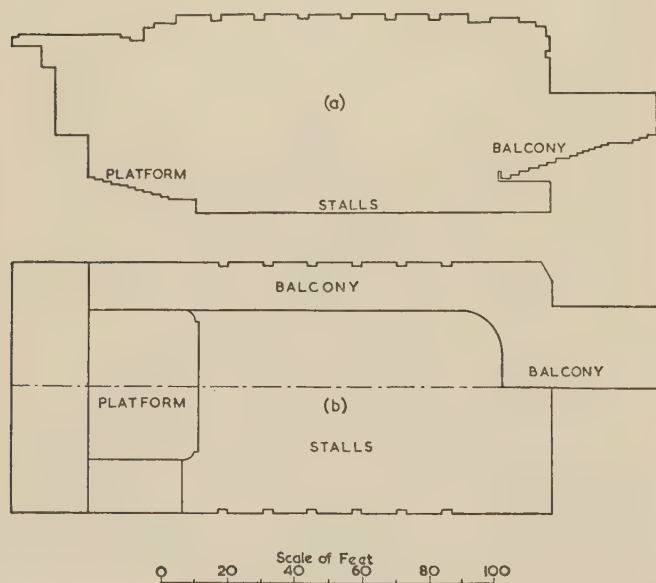 (a)
PLATFORM
BALCONY
STALLS
BALCONY
BALCONY
PLATFORM
(b)
STALLS
Scale of Feet
0 20 40 60 80 100